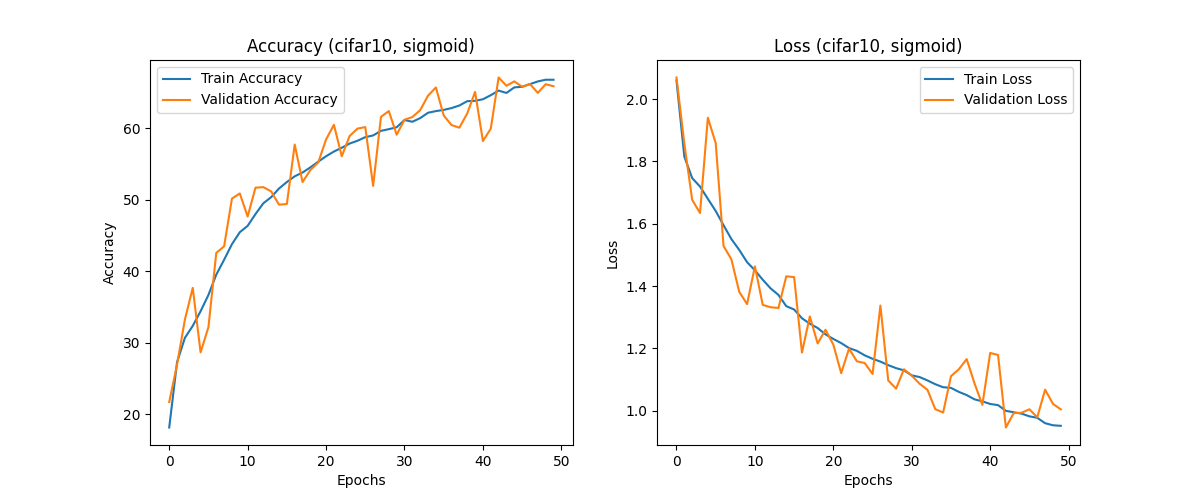 Accuracy (cifar10, sigmoid)
Train Accuracy
Validation Accuracy
60
50
40
30
20
Accuracy
0 10 20 30 40 50
Epochs
Loss (cifar10, sigmoid)
Train Loss
Validation Loss
2.0
1.8
1.6
1.4
1.2
1.0
Loss
0 10 20 30 40 50
Epochs